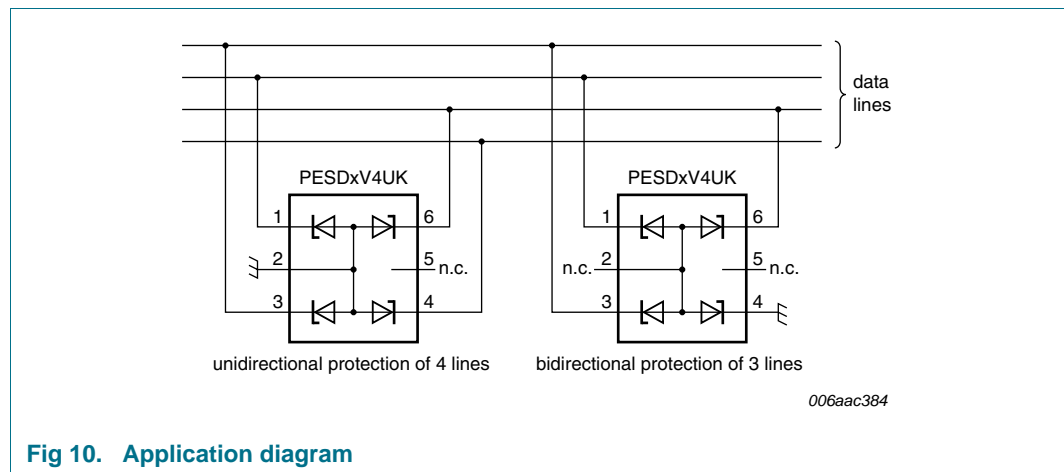 data
lines
PESDxV4UK PESDxV4UK
1 6 1 6
2 5 n.c. n.c. 2 5 n.c.
3 4 3 4
unidirectional protection of 4 lines bidirectional protection of 3 lines
006aac384
Fig 10. Application diagram